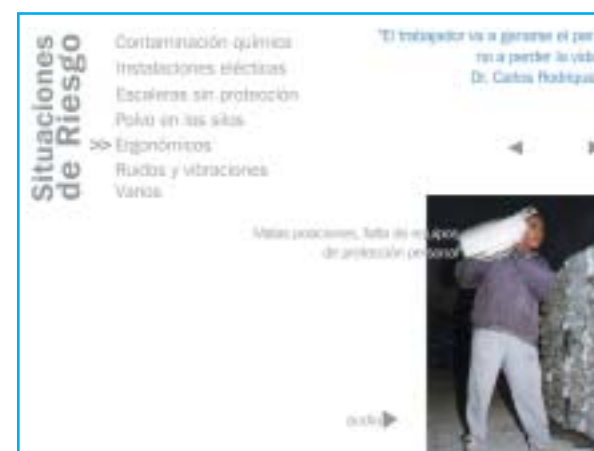 Situaciones
de Riesgo
Contaminación química
Instalaciones elécticas
Escaleras sin protección
Polvo en los silos
>> Ergonómicos
Ruidos y vibraciones
Varios
"El trabajador va a ganarse el pan
no a perder la vida
Dr. Carlos Rodríguez
Malas posiciones, falta de equipos
de protección personal
audio